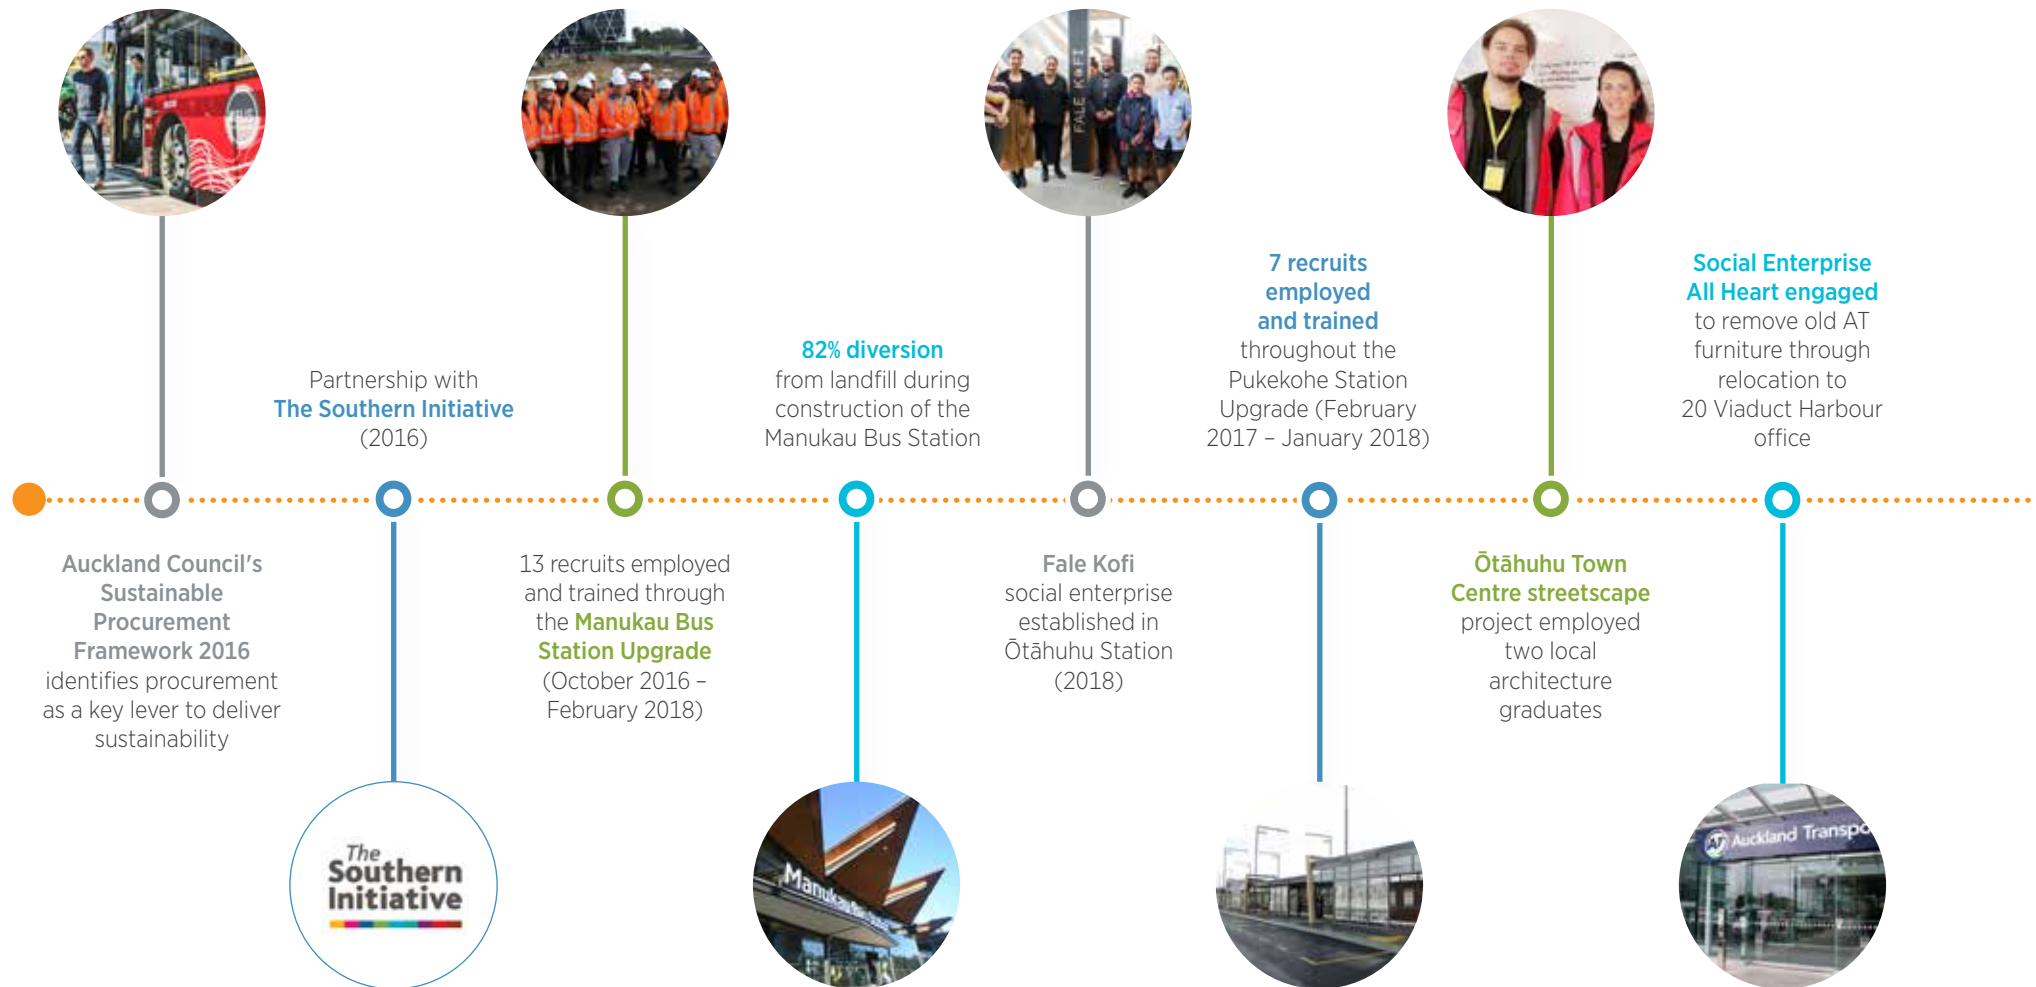 FALE KOFI
7 recruits
employed
and trained
throughout the
Pukekohe Station
Upgrade (February
2017 – January 2018)
Social Enterprise
All Heart engaged
to remove old AT
furniture through
relocation to
20 Viaduct Harbour
office
82% diversion
from landfill during
construction of the
Manukau Bus Station
Partnership with
The Southern Initiative
(2016)
Auckland Council's
Sustainable
Procurement
Framework 2016
identifies procurement
as a key lever to deliver
sustainability
13 recruits employed
and trained through
the Manukau Bus
Station Upgrade
(October 2016 –
February 2018)
Fale Kofi
social enterprise
established in
Ōtāhuhu Station
(2018)
Ōtāhuhu Town
Centre streetscape
project employed
two local
architecture
graduates
The
Southern
Initiative
Manukau Bus Station
AT Auckland Transpo